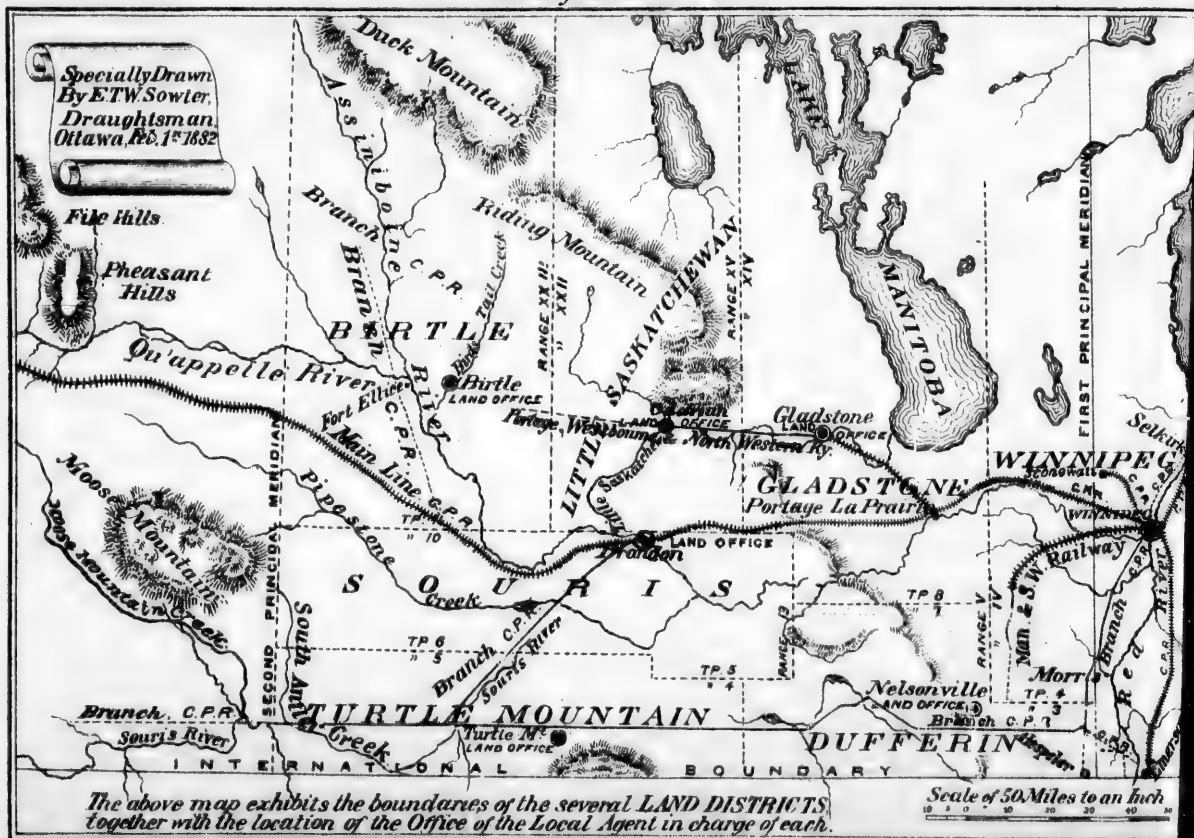 Specially Drawn
By E.T.W. Sowter,
Draughtsman,
Ottawa, Feb. 1st 1882
Duck Mountain
Assiniboine River
File Hills
Pheasant
Hills
Branch C.P.R.
Branch C.P.R.
Riding Mountain
Birds Tail Creek
BIRTLE
RANGE XXIII
" XXII
LITTLE SASKATCHEWAN
RANGE XV
" XIV
LAKE MANITOBA
FIRST PRINCIPAL MERIDIAN
Qu'appelle River
Fort Ellice
Birtle
LAND OFFICE
LAND OFFICE
Portage, Westbourne & North Western Ry.
Gladstone
LAND OFFICE
Selkirk
WINNIPEG
Stonewall
C.P.R.
WINNIPEG
Main Line C.P.R.
Little Saskatchewan
GLADSTONE
Portage La Prairie
Moose Mountain
Moose Mountain Creek
SECOND PRINCIPAL MERIDIAN
Pipestone Creek
TP. 10
Brandon
LAND OFFICE
SOURIS
Man. & S.W. Railway
Branch C.P.R.
Red River
C.P.R.
South Antler Creek
TP. 6
" 5
Branch C.P.R.
Souris River
TP. 5
" 4
RANGE 13
TP. 8
" 7
RANGE V
" IV
Morris
TP. 4
" 3
Nelsonville
LAND OFFICE
Branch C.P.R.
Branch C.P.R.
Souris River
TURTLE MOUNTAIN
Turtle Mt.
LAND OFFICE
DUFFERIN
C.P.R.
Emerson
INTERNATIONAL BOUNDARY
The above map exhibits the boundaries of the several LAND DISTRICTS
together with the location of the Office of the Local Agent in charge of each.
Scale of 50 Miles to an Inch